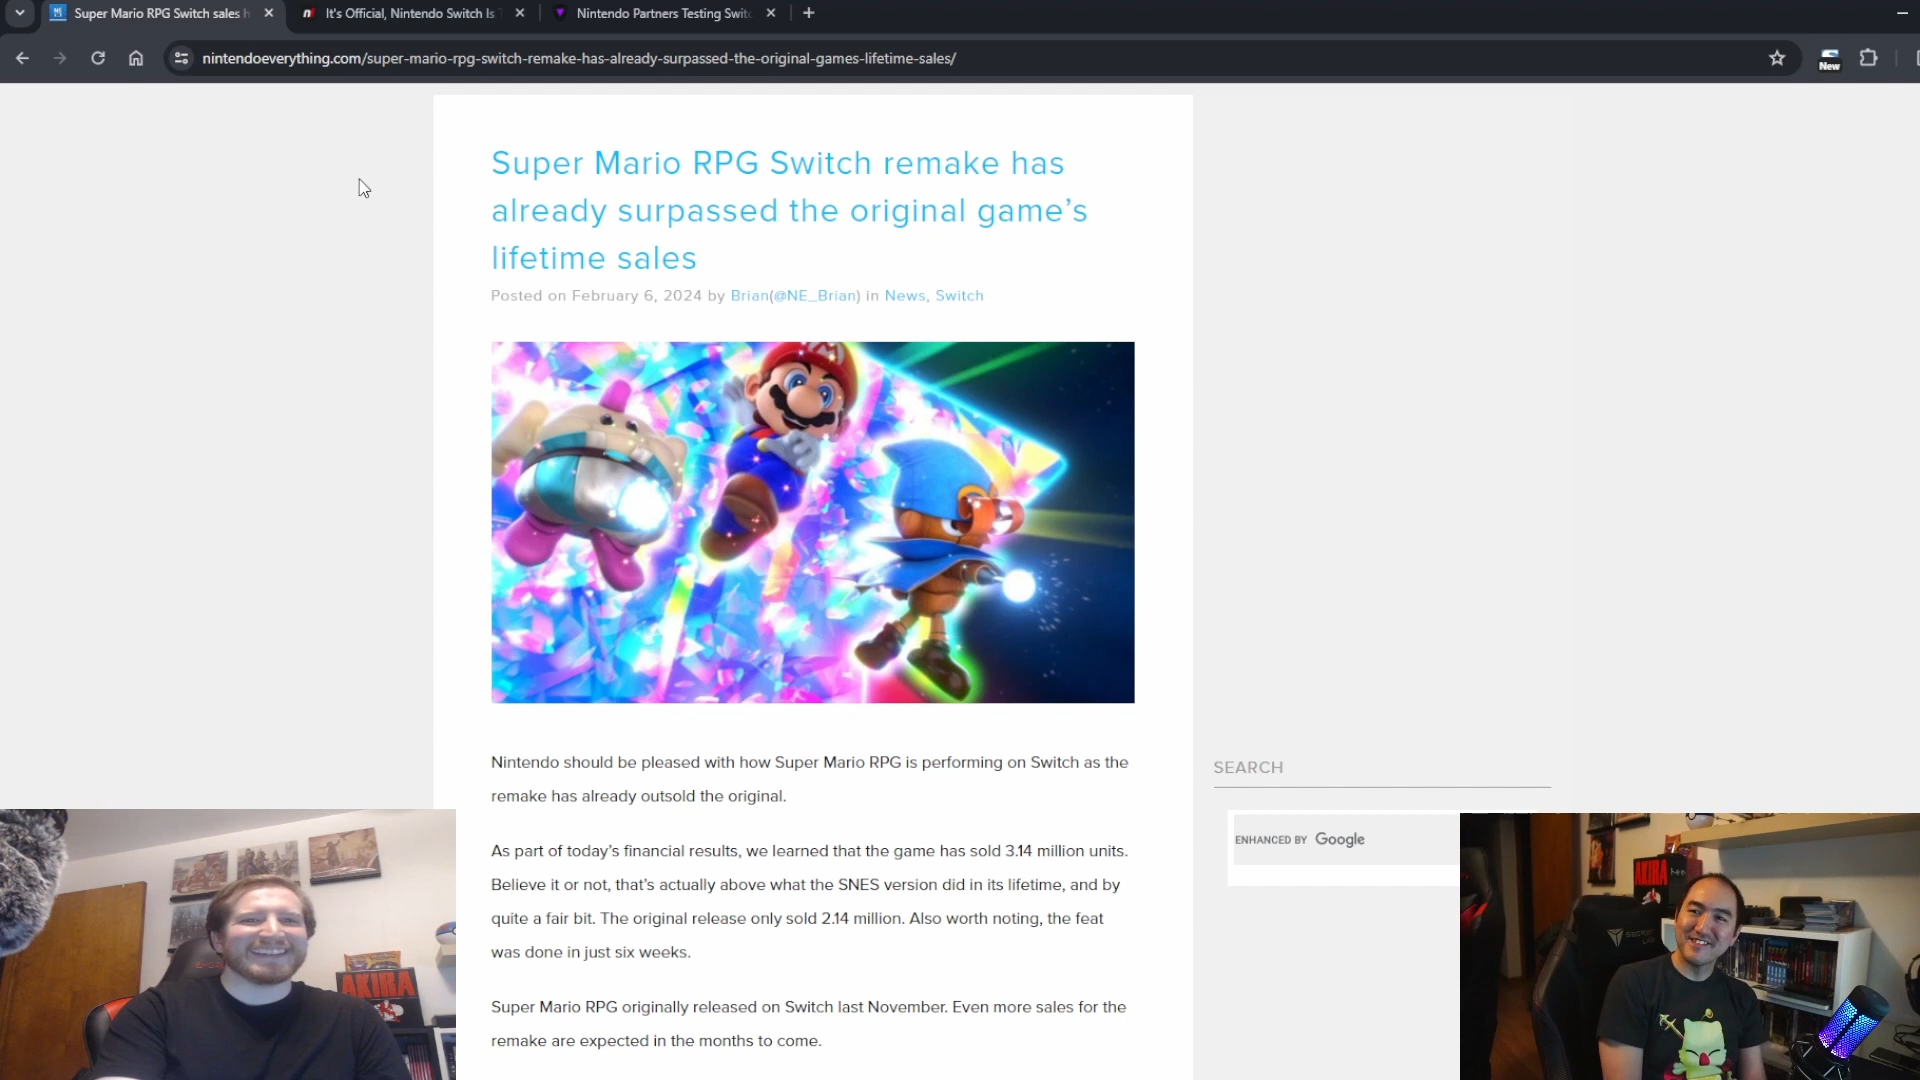 Super Mario RPG Switch sales h
It's Official, Nintendo Switch Is
Nintendo Partners Testing Swit
nintendoeverything.com/super-mario-rpg-switch-remake-has-already-surpassed-the-original-games-lifetime-sales/
New
Super Mario RPG Switch remake has
already surpassed the original game’s
lifetime sales
Posted on February 6, 2024 by Brian(@NE_Brian) in News, Switch
Nintendo should be pleased with how Super Mario RPG is performing on Switch as the
remake has already outsold the original.
As part of today’s financial results, we learned that the game has sold 3.14 million units.
Believe it or not, that’s actually above what the SNES version did in its lifetime, and by
quite a fair bit. The original release only sold 2.14 million. Also worth noting, the feat
was done in just six weeks.
Super Mario RPG originally released on Switch last November. Even more sales for the
remake are expected in the months to come.
SEARCH
ENHANCED BY Google
AKIRA
AKIRA